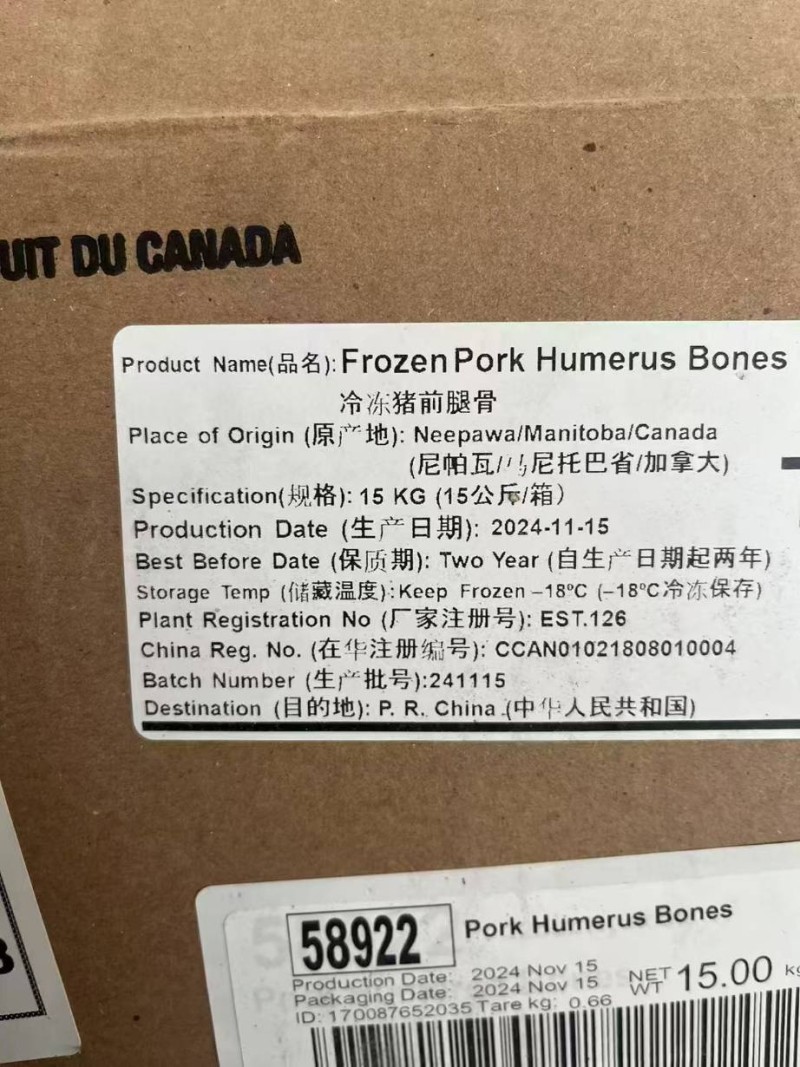 UIT DU CANADA
Product Name(品名): Frozen Pork Humerus Bones
冷冻猪前腿骨
Place of Origin (原产地): Neepawa/Manitoba/Canada
(尼帕瓦/马尼托巴省/加拿大)
Specification(规格): 15 KG (15公斤/箱)
Production Date (生产日期): 2024-11-15
Best Before Date (保质期): Two Year (自生产日期起两年)
Storage Temp (储藏温度):Keep Frozen -18ºC (-18ºC冷冻保存)
Plant Registration No (厂家注册号): EST.126
China Reg. No. (在华注册编号): CCAN01021808010004
Batch Number (生产批号):241115
Destination (目的地): P. R. China (中华人民共和国)
58922 Pork Humerus Bones
Production Date: 2024 Nov 15
Packaging Date: 2024 Nov 15
NET WT 15.00 kg
ID: 170087652035 Tare kg: 0.66